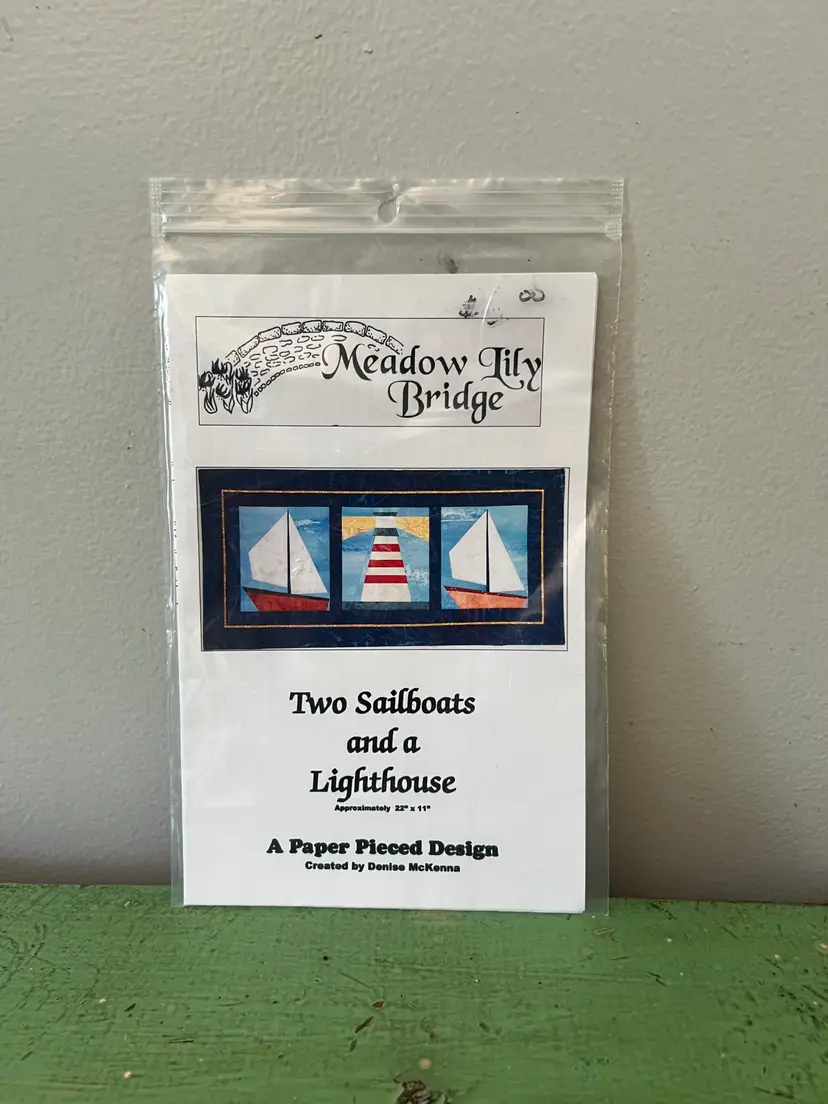 Meadow Lily
Bridge
Two Sailboats
and a
Lighthouse
Approximately 22" x 11"
A Paper Pieced Design
Created by Denise McKenna